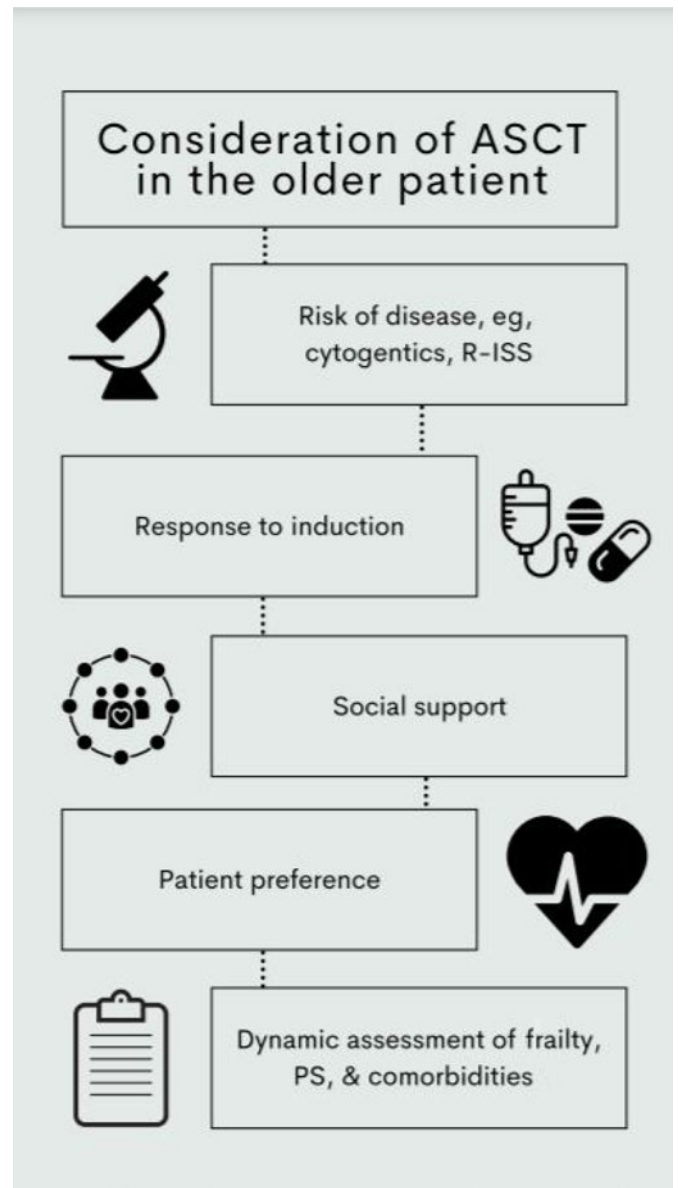 Consideration of ASCT
in the older patient
Risk of disease, eg,
cytogentics, R-ISS
Response to induction
Social support
Patient preference
Dynamic assessment of frailty,
PS, & comorbidities